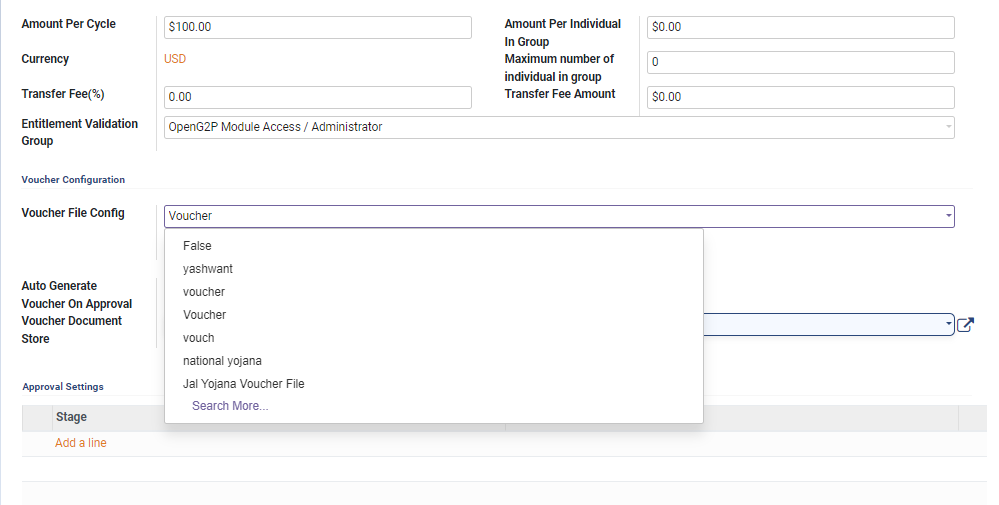 Amount Per Cycle
$100.00
Amount Per Individual
In Group
$0.00
Currency
USD
Maximum number of
individual in group
0
Transfer Fee(%)
0.00
Transfer Fee Amount
$0.00
Entitlement Validation
Group
OpenG2P Module Access / Administrator
Voucher Configuration
Voucher File Config
Voucher
False
yashwant
voucher
Voucher
vouch
national yojana
Jal Yojana Voucher File
Search More...
Auto Generate
Voucher On Approval
Voucher Document
Store
Approval Settings
Stage
Add a line